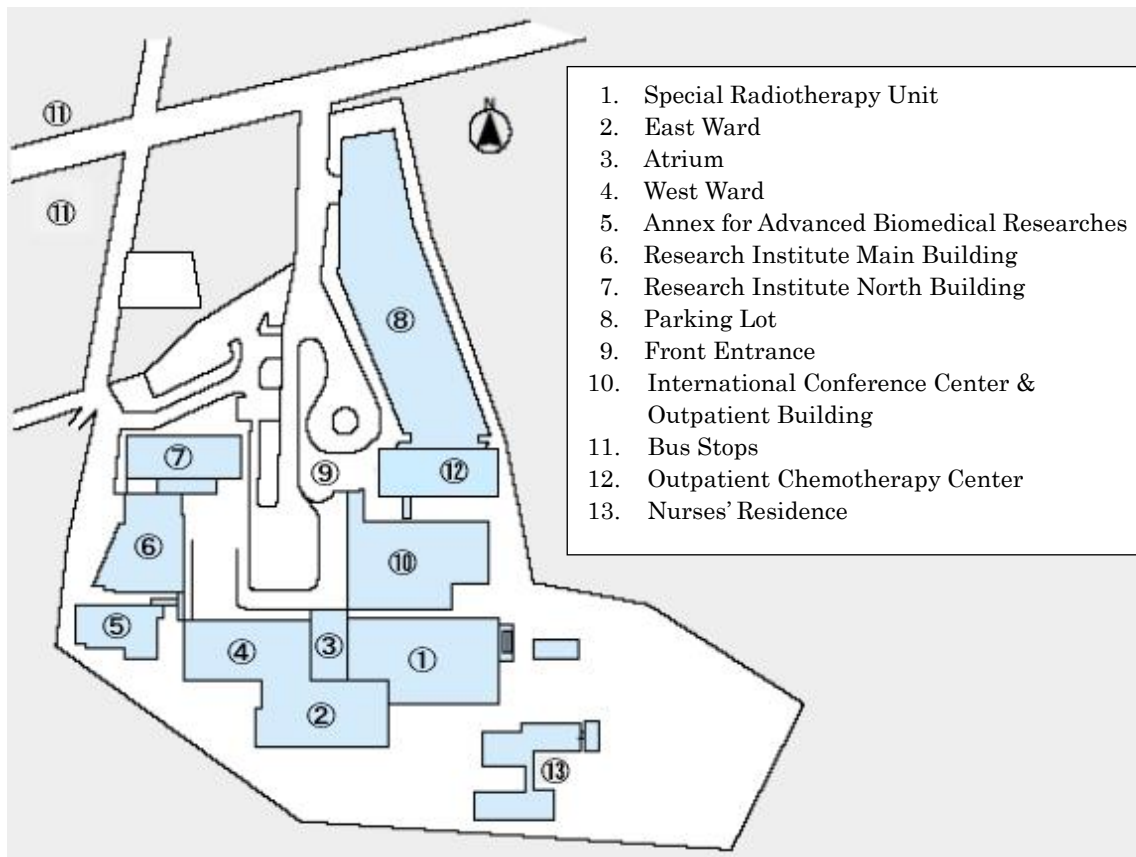 N
⑪
⑪
⑧
⑦
⑨
⑫
⑥
⑩
⑤
④
③
①
②
⑬
1. Special Radiotherapy Unit
2. East Ward
3. Atrium
4. West Ward
5. Annex for Advanced Biomedical Researches
6. Research Institute Main Building
7. Research Institute North Building
8. Parking Lot
9. Front Entrance
10. International Conference Center &
Outpatient Building
11. Bus Stops
12. Outpatient Chemotherapy Center
13. Nurses’ Residence